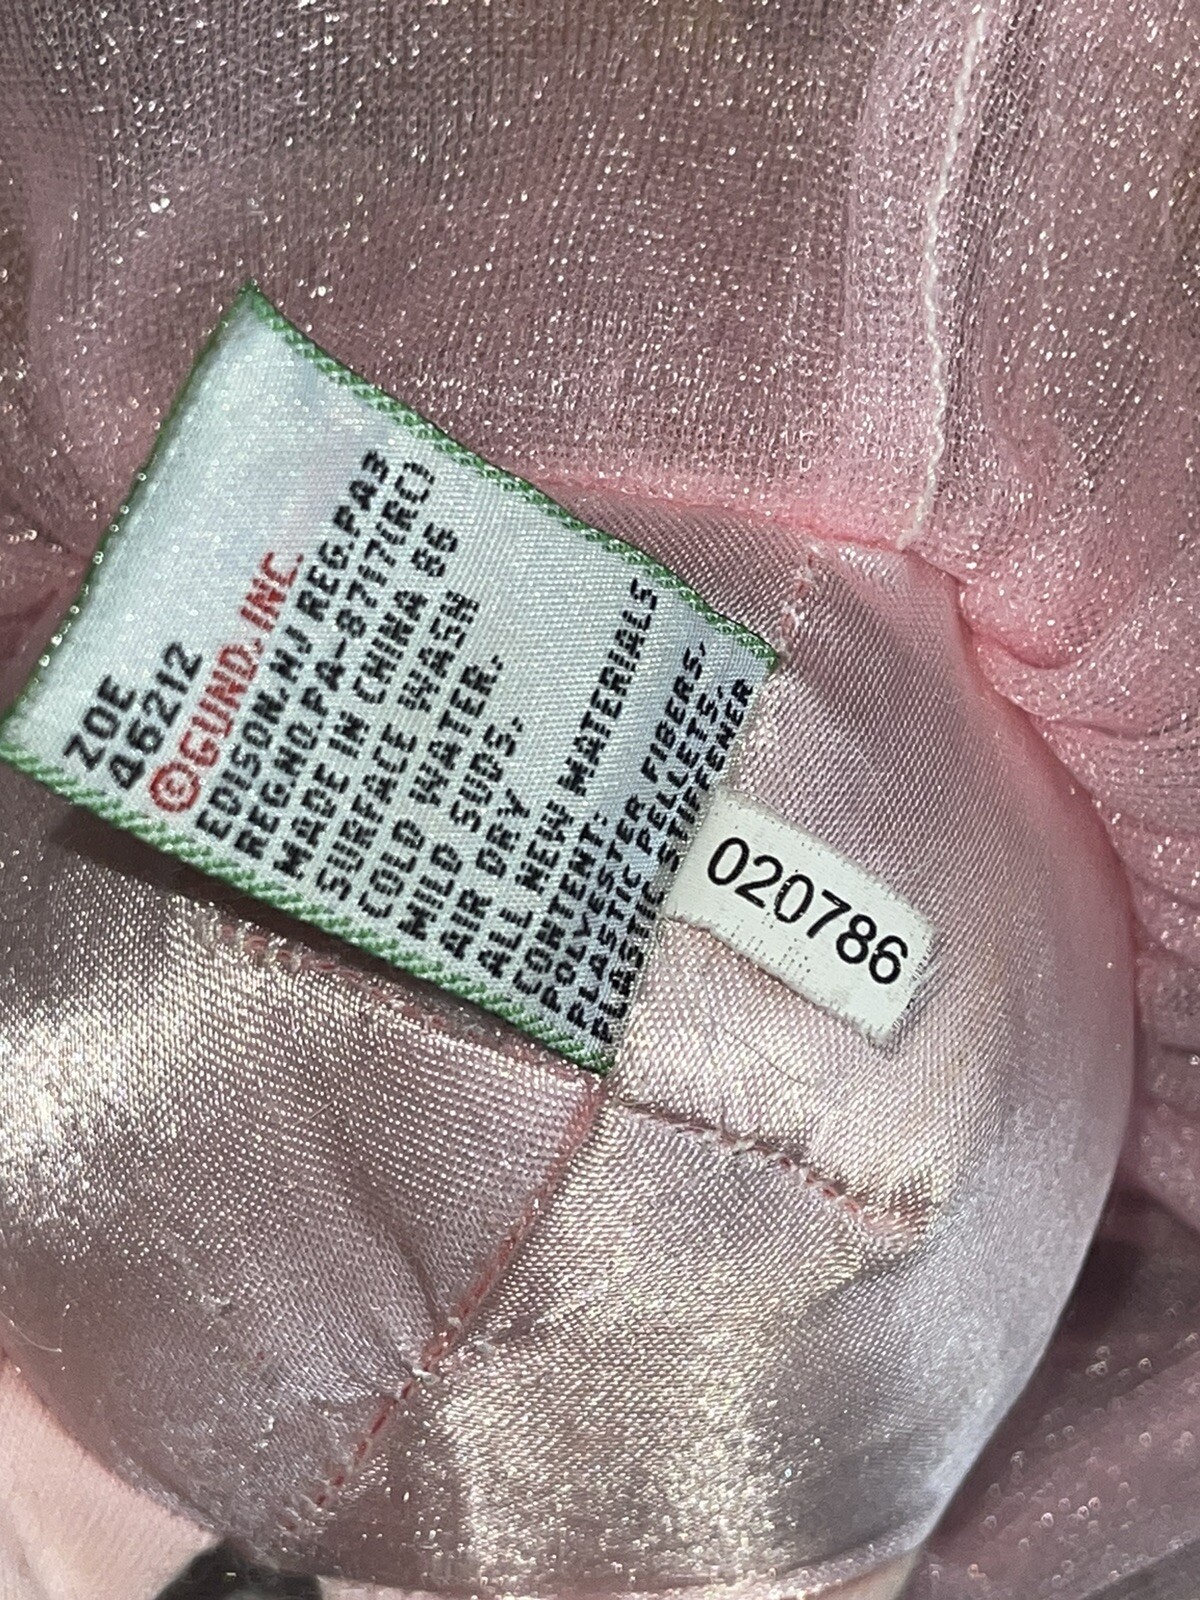 ZOE
46212
©GUND, INC.
EDISON, NJ REG.PA3
REG.NO.PA-8717(RC)
MADE IN CHINA 86
SURFACE WASH
COLD WATER.
MILD SUDS.
AIR DRY
ALL NEW MATERIALS
CONTENT:
POLYESTER FIBERS,
PLASTIC PELLETS,
PLASTIC STIFFENER
020786